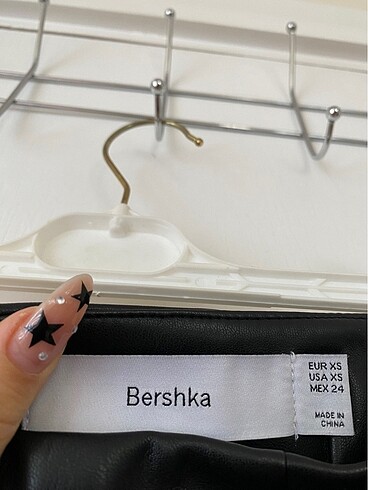 Bershka
EUR XS
USA XS
MEX 24
MADE IN
CHINA